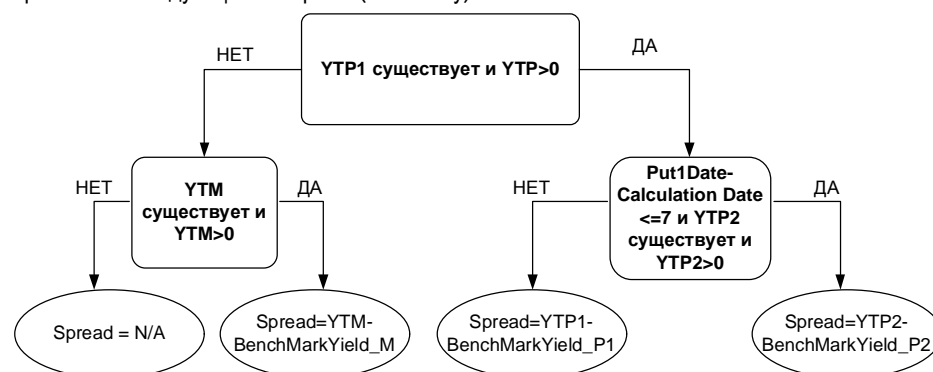 НЕТ
YTP1 существует и YTP>0
ДА
НЕТ
YTM
существует и
YTM>0
ДА
НЕТ
Put1Date-
Calculation Date
<=7 и YTP2
существует и
YTP2>0
ДА
Spread = N/A
Spread=YTM-
BenchMarkYield_M
Spread=YTP1-
BenchMarkYield_P1
Spread=YTP2-
BenchMarkYield_P2